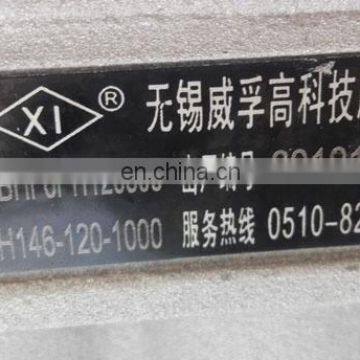 XI ® 无锡威孚高科技
出厂编号
H146-120-1000 服务热线 0510-82
en.china.cn